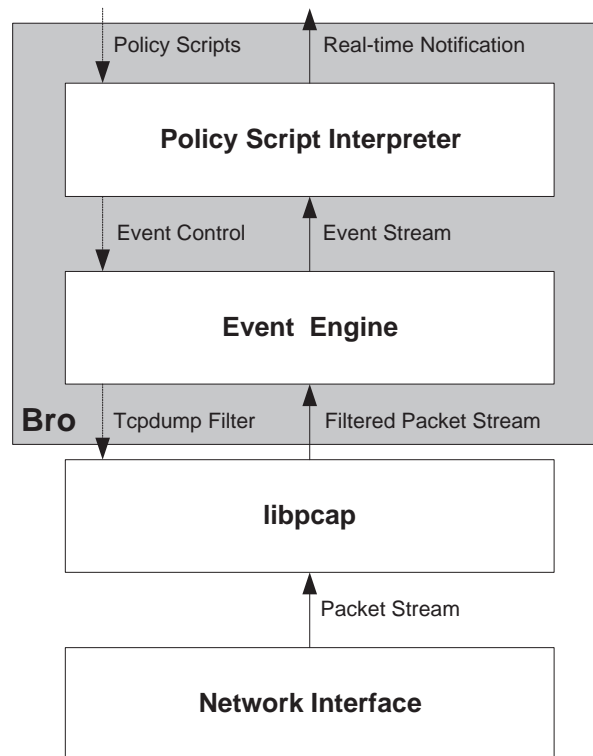 Policy Scripts
Real-time Notification
Policy Script Interpreter
Event Control
Event Stream
Event Engine
Bro
Tcpdump Filter
Filtered Packet Stream
libpcap
Packet Stream
Network Interface